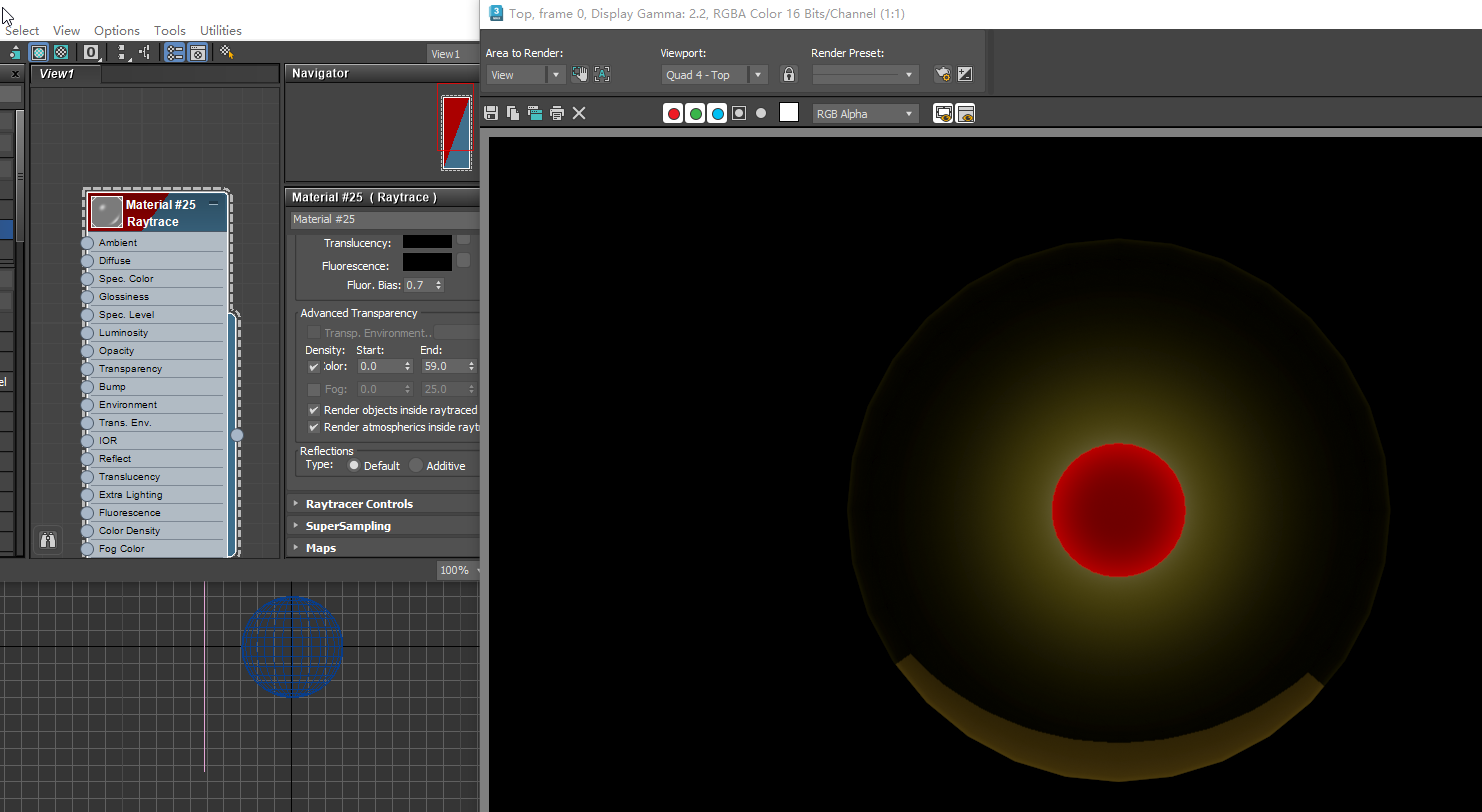 Top, frame 0, Display Gamma: 2.2, RGBA Color 16 Bits/Channel (1:1)
Select View Options Tools Utilities
View1
Area to Render:
View
Viewport:
Quad 4 - Top
Render Preset:
RGB Alpha
View1
Navigator
Material #25
Raytrace
Ambient
Diffuse
Spec. Color
Glossiness
Spec. Level
Luminosity
Opacity
Transparency
Bump
Environment
Trans. Env.
IOR
Reflect
Translucency
Extra Lighting
Fluorescence
Color Density
Fog Color
Material #25 ( Raytrace )
Material #25
Translucency:
Fluorescence:
Fluor. Bias: 0.7
Advanced Transparency
Transp. Environment..
Density: Start: End:
Color: 0.0 59.0
Fog: 0.0 25.0
Render objects inside raytraced
Render atmospherics inside rayt
Reflections
Type: Default Additive
Raytracer Controls
SuperSampling
Maps
100%